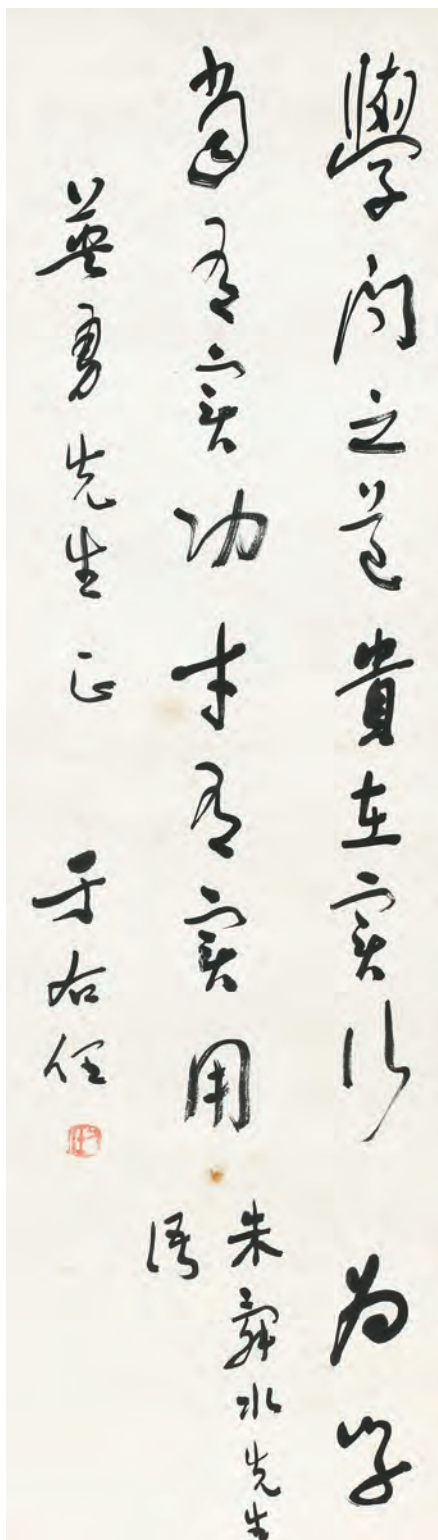 學問之道貴在實行為學
當有實功才有實用
朱舜水先生
語
英勇先生正
于右任